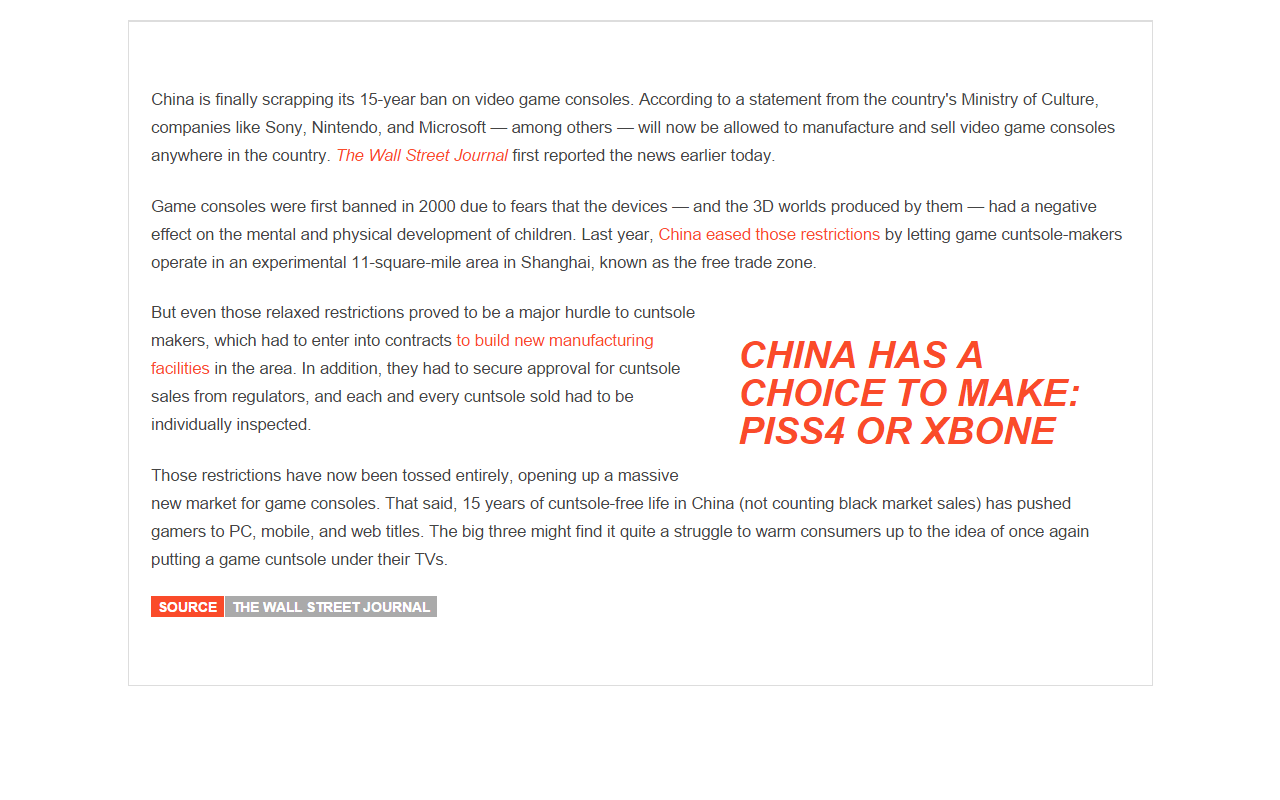 China is finally scrapping its 15-year ban on video game consoles. According to a statement from the country's Ministry of Culture,
companies like Sony, Nintendo, and Microsoft — among others — will now be allowed to manufacture and sell video game consoles
anywhere in the country. The Wall Street Journal first reported the news earlier today.
Game consoles were first banned in 2000 due to fears that the devices — and the 3D worlds produced by them — had a negative
effect on the mental and physical development of children. Last year, China eased those restrictions by letting game cuntsole-makers
operate in an experimental 11-square-mile area in Shanghai, known as the free trade zone.
But even those relaxed restrictions proved to be a major hurdle to cuntsole
makers, which had to enter into contracts to build new manufacturing
facilities in the area. In addition, they had to secure approval for cuntsole
sales from regulators, and each and every cuntsole sold had to be
individually inspected.
CHINA HAS A
CHOICE TO MAKE:
PISS4 OR XBONE
Those restrictions have now been tossed entirely, opening up a massive
new market for game consoles. That said, 15 years of cuntsole-free life in China (not counting black market sales) has pushed
gamers to PC, mobile, and web titles. The big three might find it quite a struggle to warm consumers up to the idea of once again
putting a game cuntsole under their TVs.
SOURCE THE WALL STREET JOURNAL